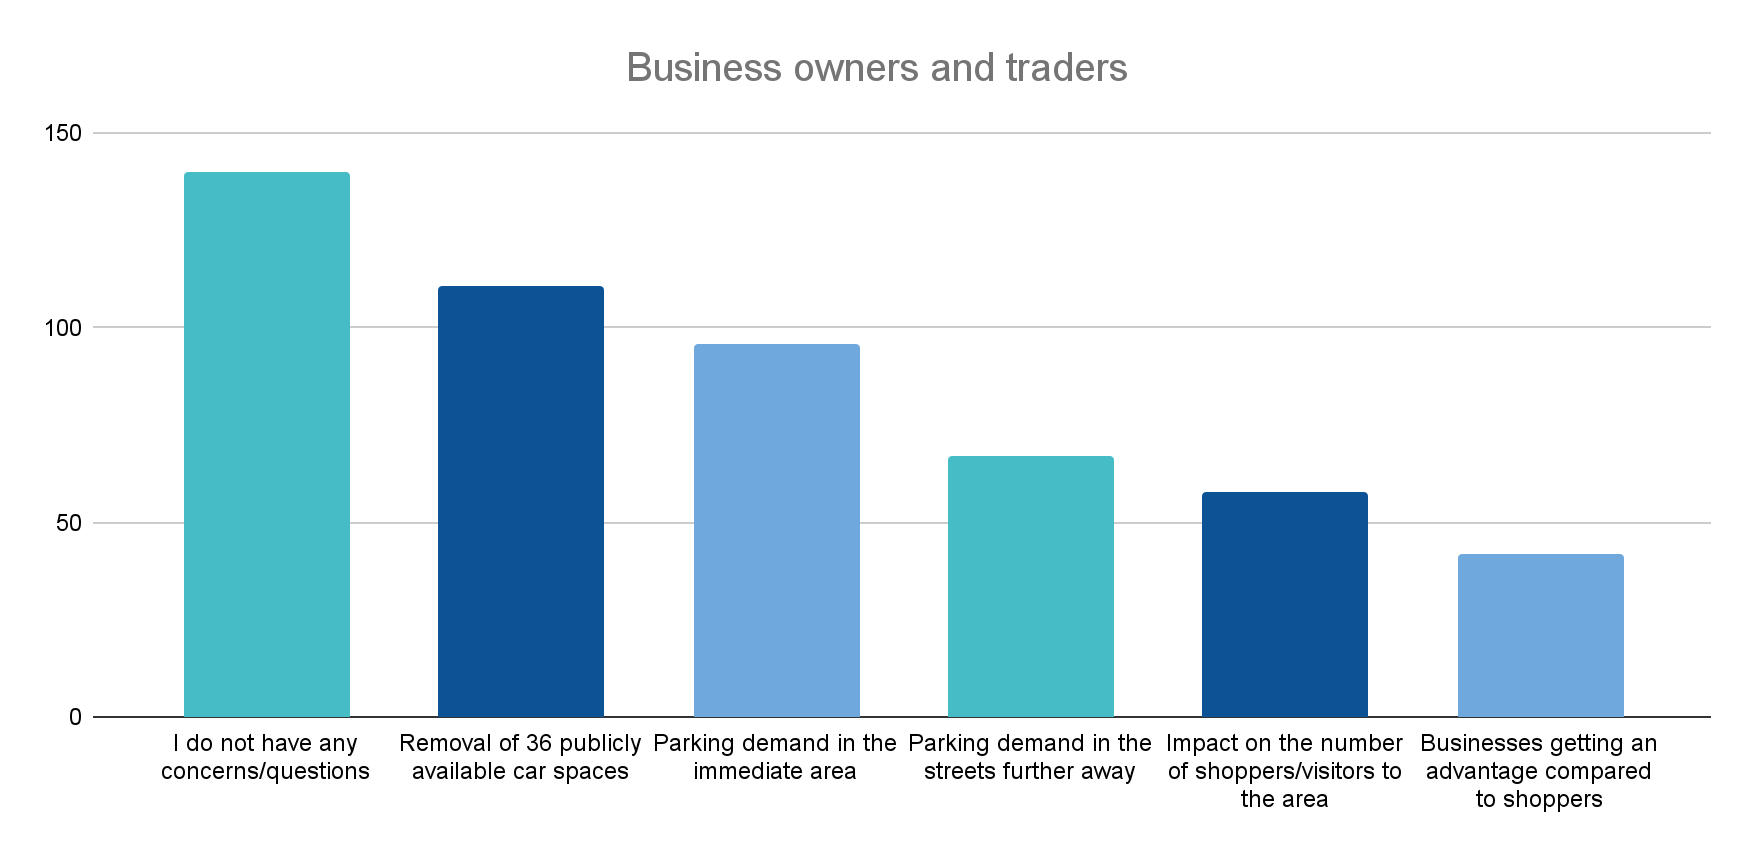 Business owners and traders
150
100
50
0
I do not have any
concerns/questions
Removal of 36 publicly
available car spaces
Parking demand in the
immediate area
Parking demand in the
streets further away
Impact on the number
of shoppers/visitors to
the area
Businesses getting an
advantage compared
to shoppers